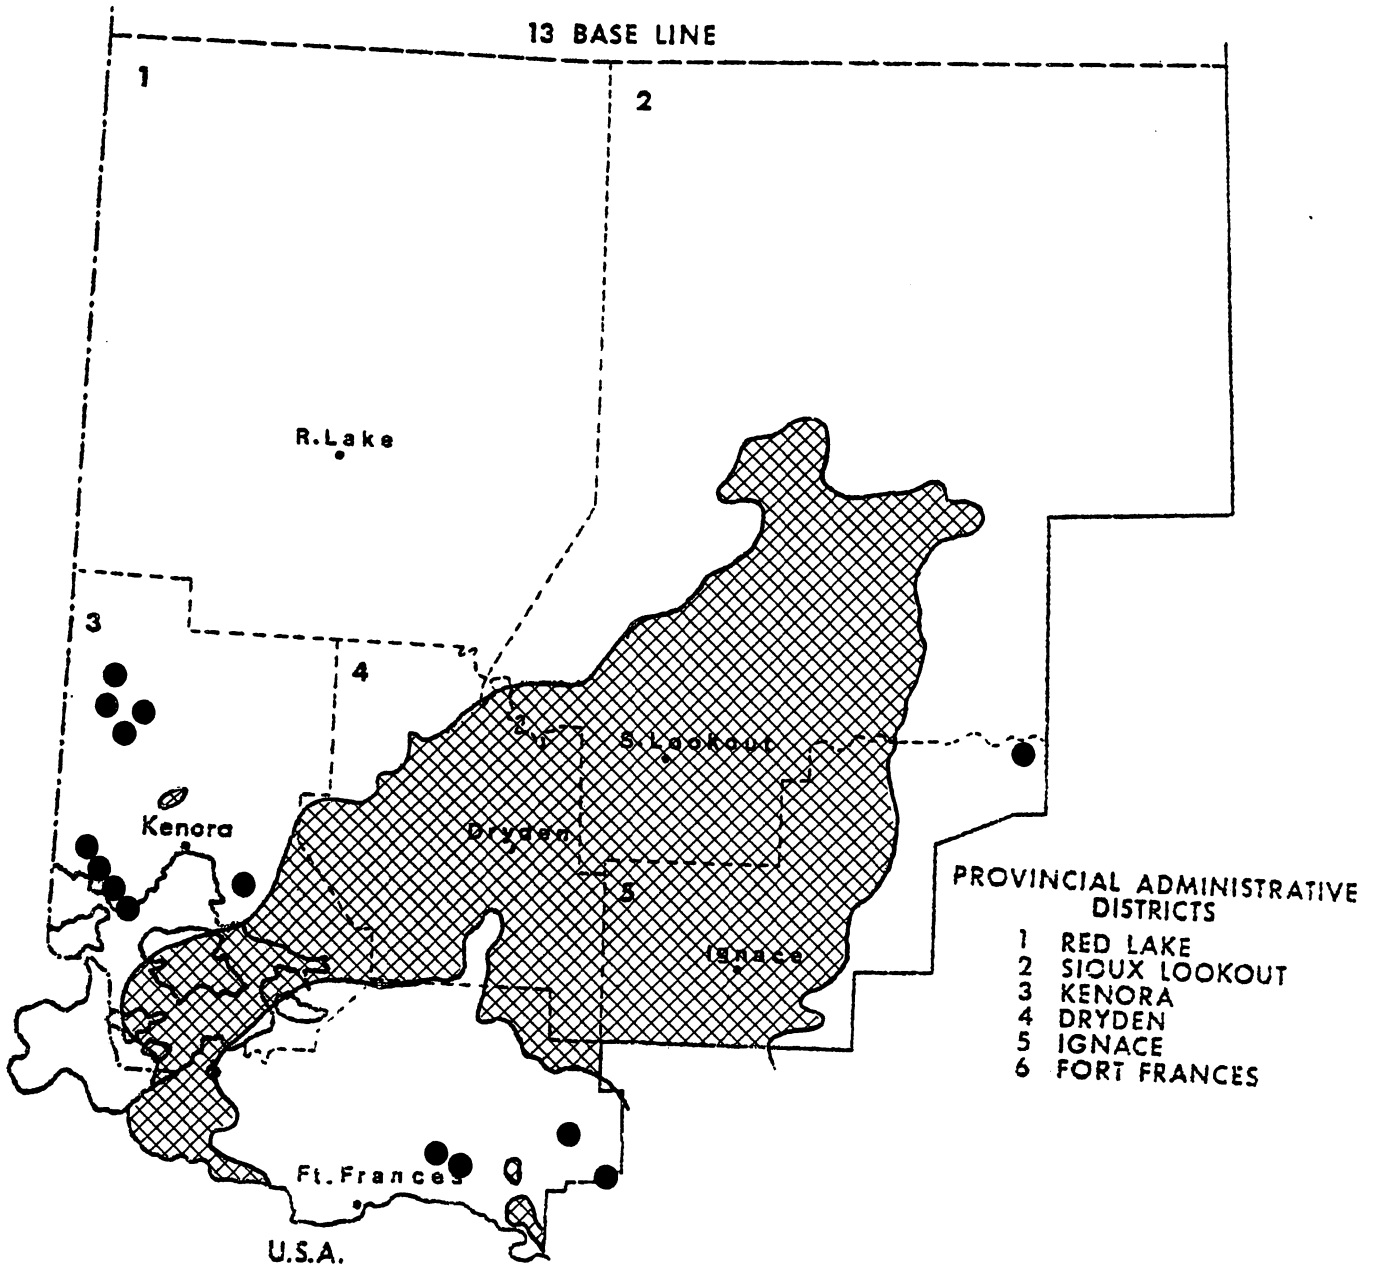 13 BASE LINE
1
2
R.Lake
3
4
S.Lookout
Kenora
Dryden
5
Ignace
PROVINCIAL ADMINISTRATIVE
DISTRICTS
1 RED LAKE
2 SIOUX LOOKOUT
3 KENORA
4 DRYDEN
5 IGNACE
6 FORT FRANCES
Ft.Frances
U.S.A.